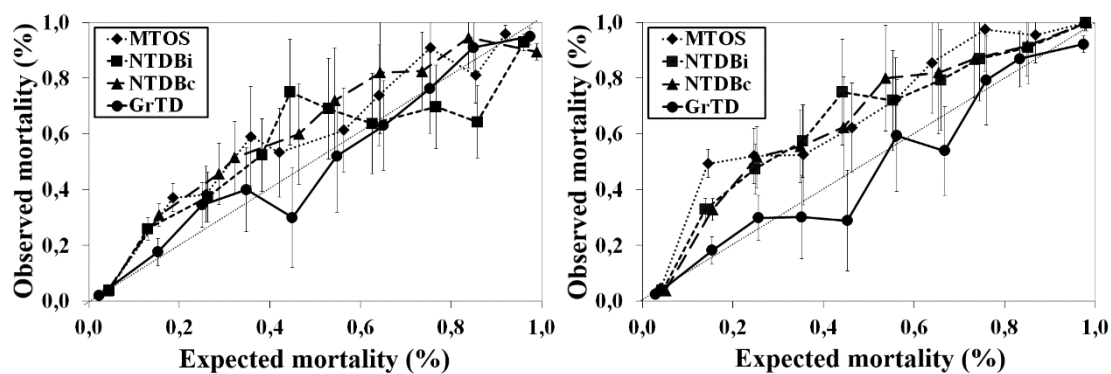 Observed mortality (%)
1,0
0,8
0,6
0,4
0,2
0,0
MTOS
NTDBi
NTDBc
GrTD
0,0 0,2 0,4 0,6 0,8 1,0
Expected mortality (%)
Observed mortality (%)
1,0
0,8
0,6
0,4
0,2
0,0
MTOS
NTDBi
NTDBc
GrTD
0,0 0,2 0,4 0,6 0,8 1,0
Expected mortality (%)